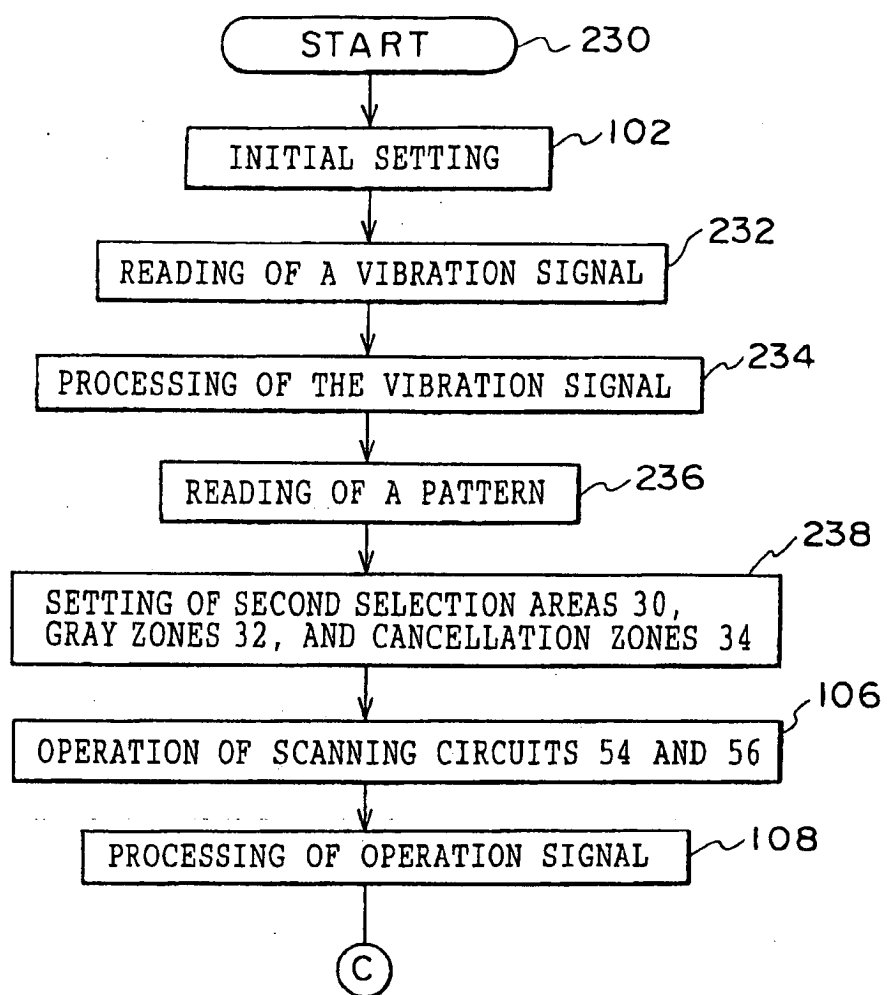 START
230
INITIAL SETTING
102
READING OF A VIBRATION SIGNAL
232
PROCESSING OF THE VIBRATION SIGNAL
234
READING OF A PATTERN
236
SETTING OF SECOND SELECTION AREAS 30,
GRAY ZONES 32, AND CANCELLATION ZONES 34
238
OPERATION OF SCANNING CIRCUITS 54 AND 56
106
PROCESSING OF OPERATION SIGNAL
108
C